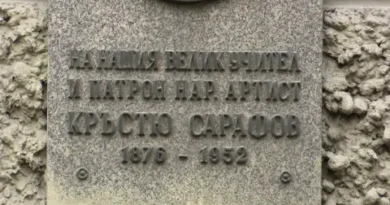 НА НАШИЯ ВЕЛИК УЧИТЕЛ
И ПАТРОН НАР. АРТИСТ
КРЪСТЮ САРАФОВ
1876 - 1952